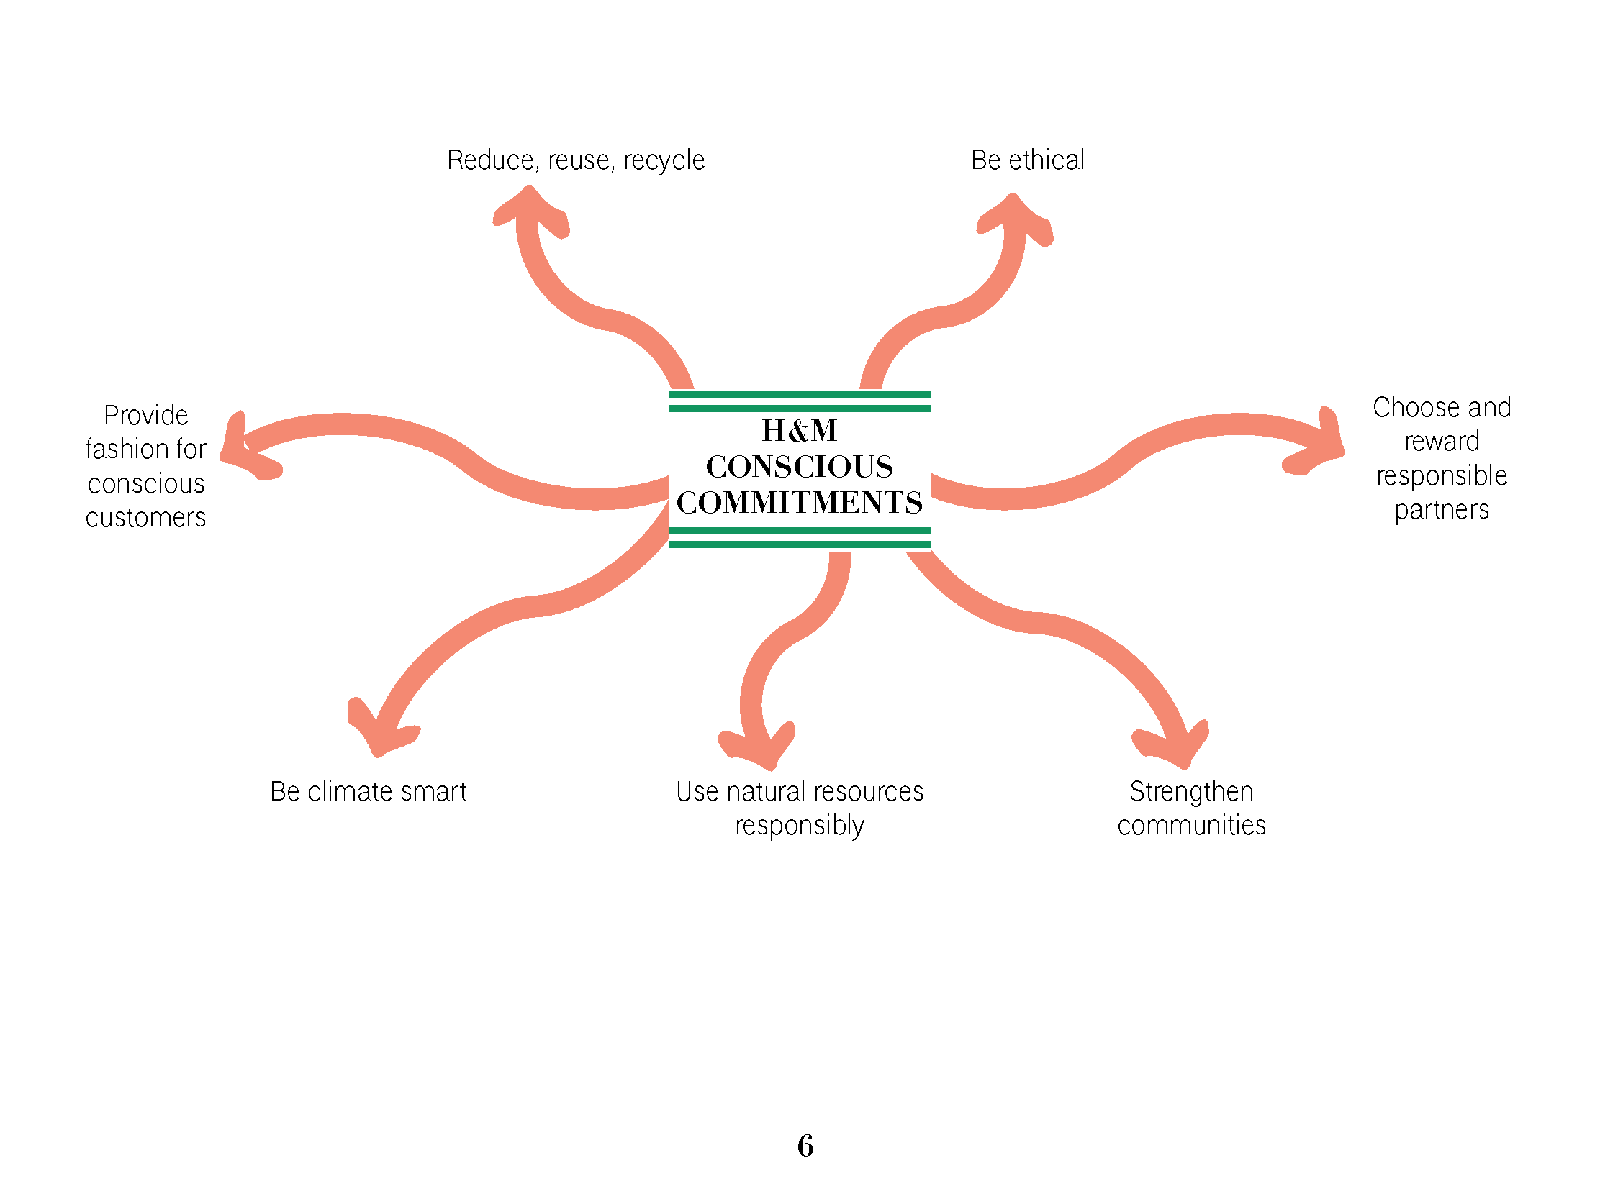 Reduce, reuse, recycle
Be ethical
Provide
fashion for
conscious
customers
H&M
CONSCIOUS
COMMITMENTS
Choose and
reward
responsible
partners
Be climate smart
Use natural resources
responsibly
Strengthen
communities
6